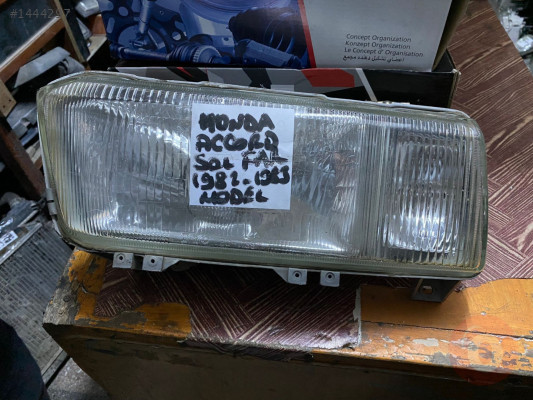 Concept Organization
Konzept Organization
Le Concept d' Organisation
HONDA
ACCORD
SOL FAR
1982-1983
MODEL